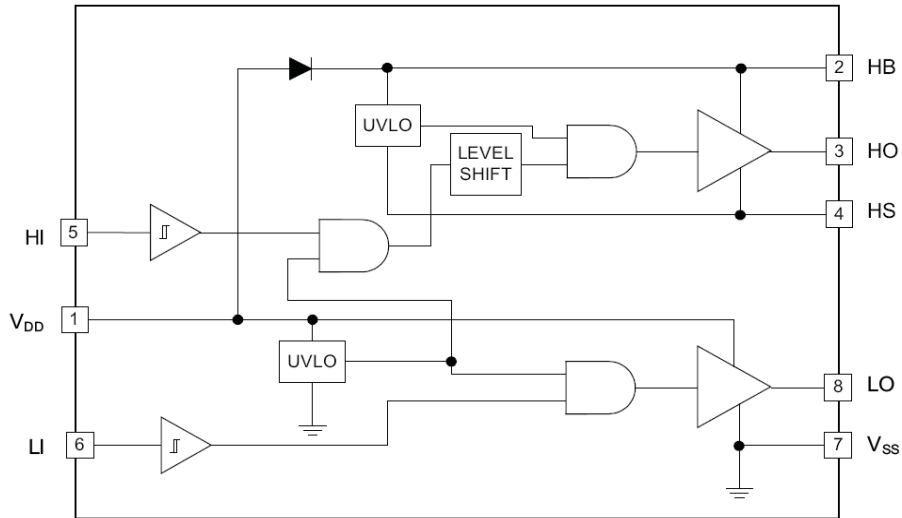 2 HB
UVLO
LEVEL
SHIFT
3 HO
4 HS
HI 5
VDD 1
UVLO
8 LO
LI 6
7 VSS